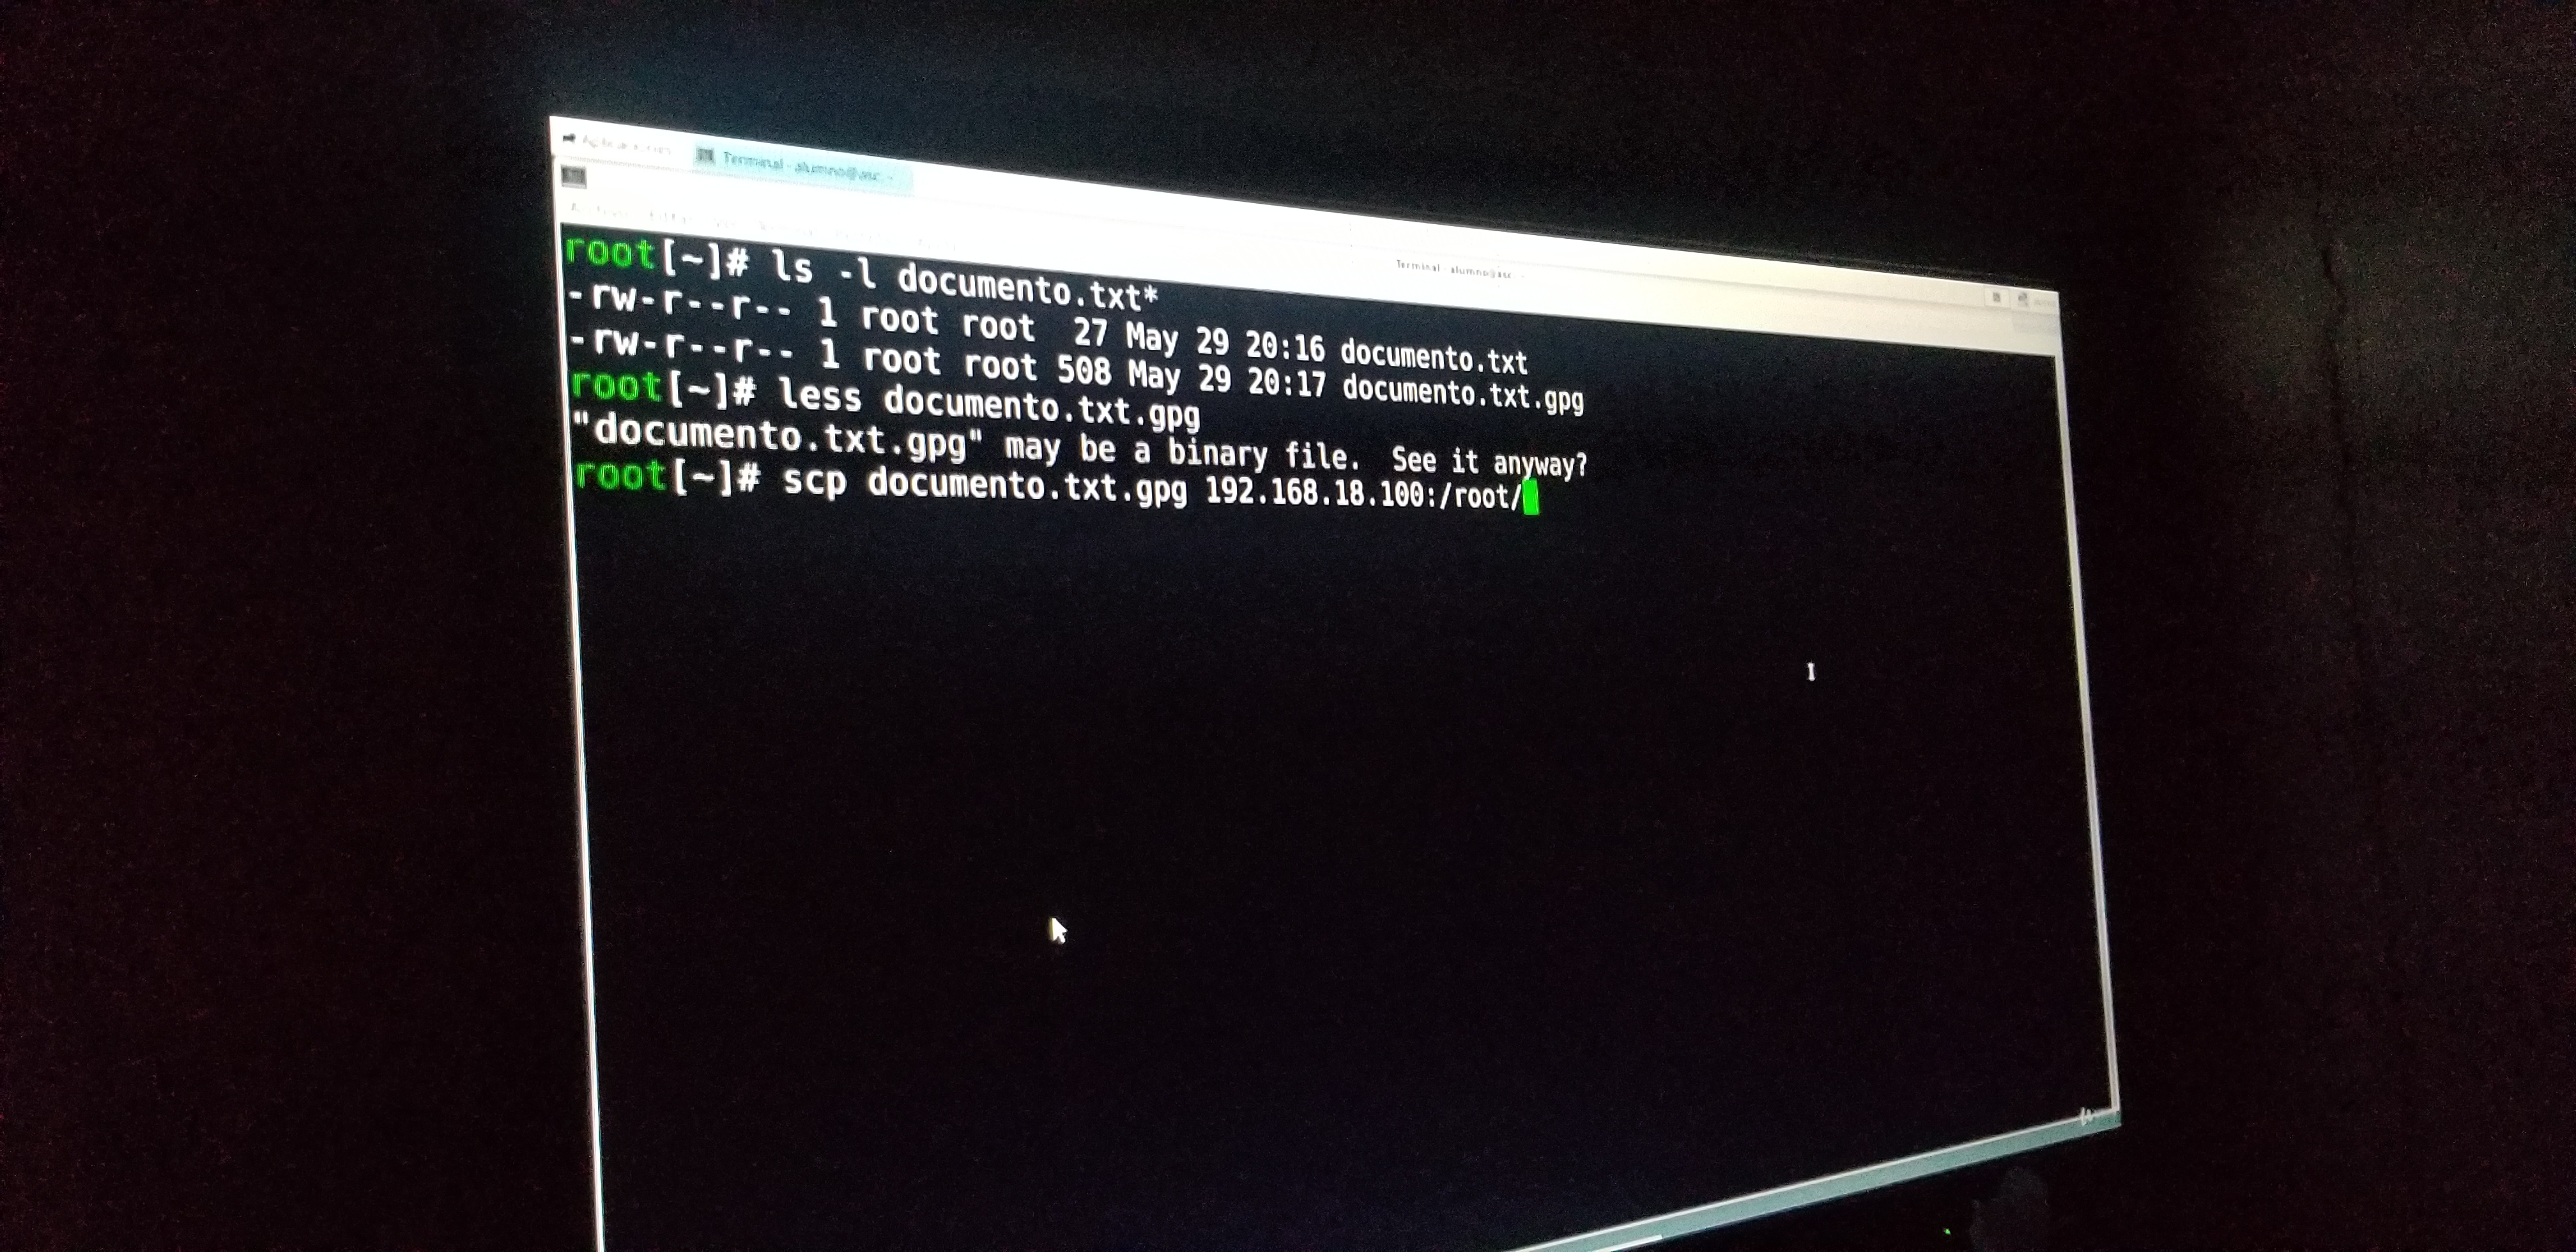 Aplicaciones Terminal - alumno@asc: ~
Terminal - alumno@asc: ~
root[~]# ls -l documento.txt*
-rw-r--r-- 1 root root  27 May 29 20:16 documento.txt
-rw-r--r-- 1 root root 508 May 29 20:17 documento.txt.gpg
root[~]# less documento.txt.gpg
"documento.txt.gpg" may be a binary file.  See it anyway?
root[~]# scp documento.txt.gpg 192.168.18.100:/root/